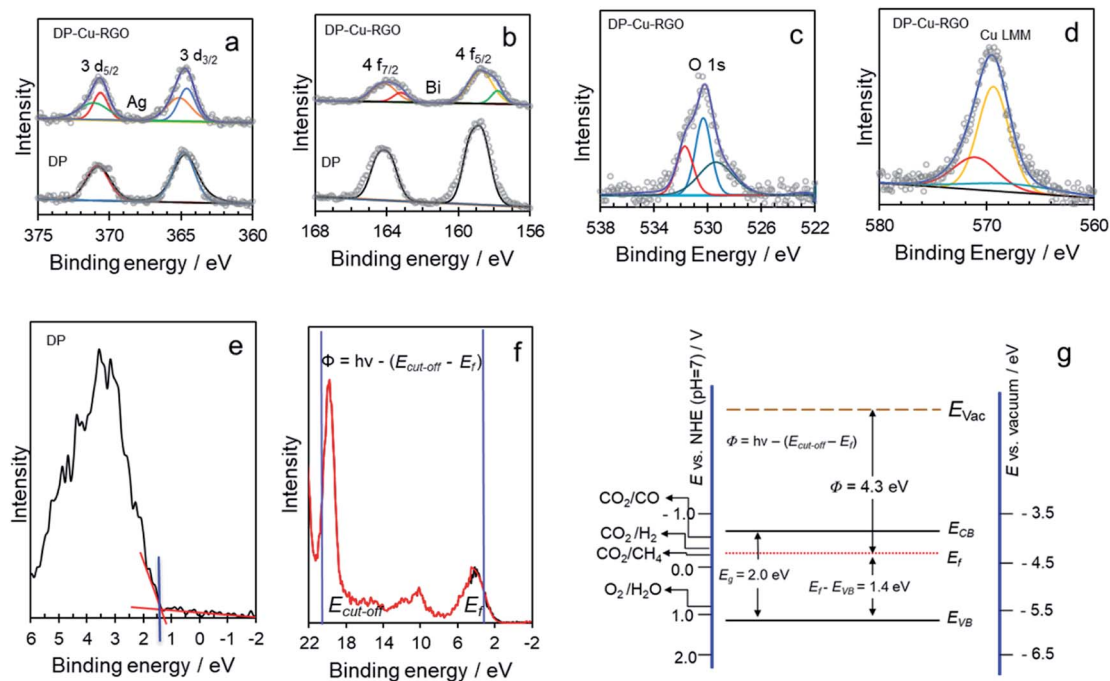 DP-Cu-RGO
a
3 d5/2
3 d3/2
Ag
DP
Intensity
375 370 365 360
Binding energy / eV
DP-Cu-RGO
b
4 f7/2
4 f5/2
Bi
DP
Intensity
168 165 162 159 156
Binding energy / eV
DP-Cu-RGO
c
O 1s
Intensity
538 534 530 526 522
Binding Energy / eV
DP-Cu-RGO
d
Cu LMM
Intensity
580 570 560
Binding Energy / eV
DP
e
Intensity
6 5 4 3 2 1 0 -1 -2
Binding energy / eV
f
Φ = hν - (Ecut-off - Ef)
Ecut-off
Ef
Intensity
22 18 14 10 6 2 -2
Binding energy / eV
g
E vs. NHE (pH=7) / V
E vs. vacuum / eV
EVac
Φ = hν – (Ecut-off – Ef)
Φ = 4.3 eV
CO2/CO
- 1.0
- 3.5
ECB
CO2/H2
Ef
- 4.5
CO2/CH4
0.0
Eg = 2.0 eV
Ef - EVB = 1.4 eV
O2/H2O
1.0
- 5.5
EVB
2.0
- 6.5